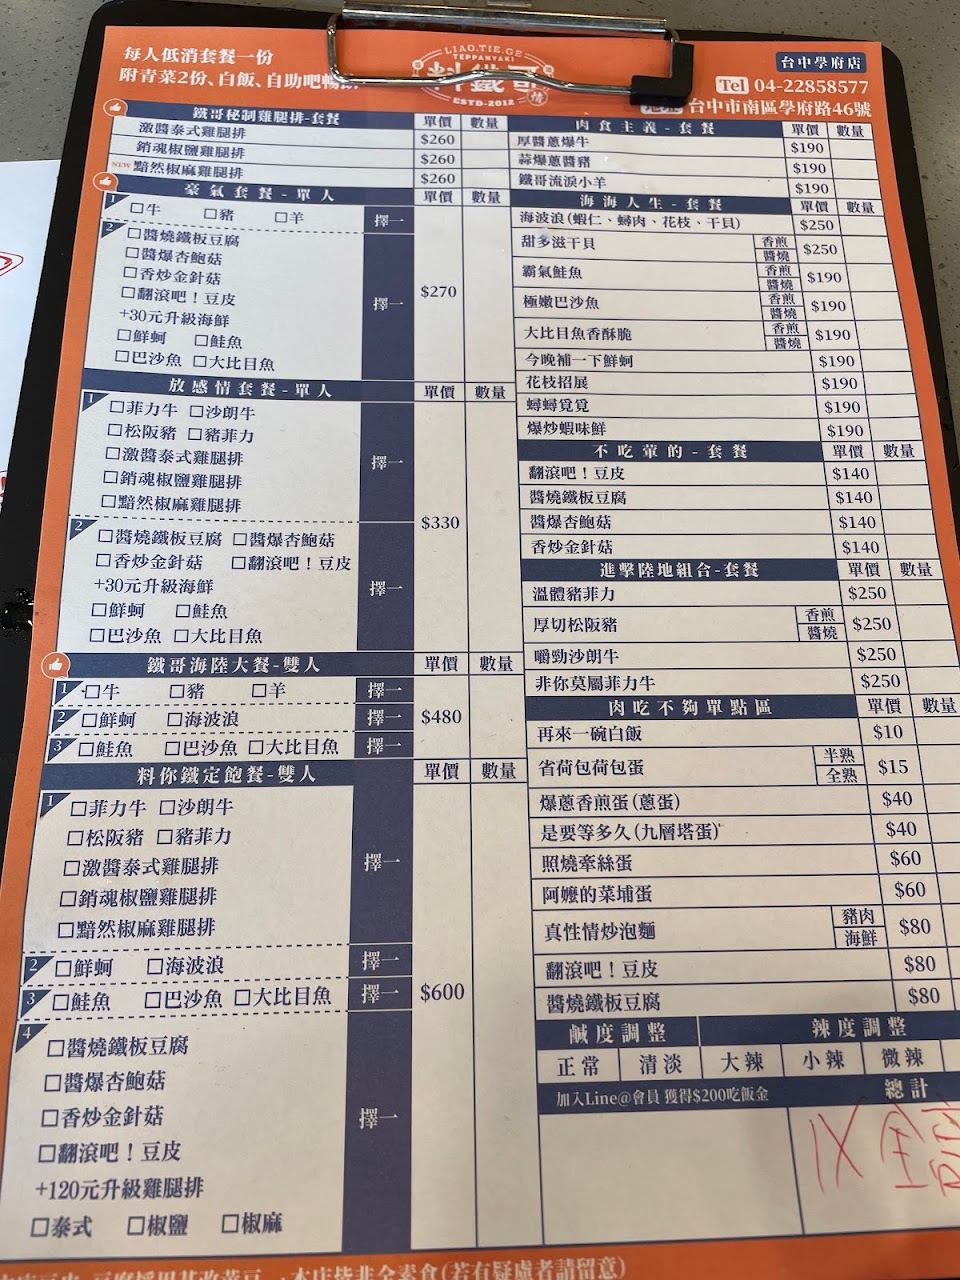 每人低消套餐一份
附青菜2份、白飯、自助吧暢
LIAO.TIE.GE
TEPPANYAKI
料鐵哥
情
ESTD-2012
台中學府店
Tel 04-22858577
台中市南區學府路46號
鐵哥秘制雞腿排-套餐 單價 數量
激醬泰式雞腿排 $260
銷魂椒鹽雞腿排 $260
NEW 黯然椒麻雞腿排 $260
豪氣套餐-單人 單價 數量
1 □牛 □豬 □羊 擇一
2 □醬燒鐵板豆腐
□醬爆杏鮑菇
□香炒金針菇
□翻滾吧！豆皮 擇一 $270
+30元升級海鮮
□鮮蚵 □鮭魚
□巴沙魚 □大比目魚
放感情套餐-單人 單價 數量
1 □菲力牛 □沙朗牛
□松阪豬 □豬菲力
□激醬泰式雞腿排 擇一
□銷魂椒鹽雞腿排
□黯然椒麻雞腿排
$330
2 □醬燒鐵板豆腐 □醬爆杏鮑菇
□香炒金針菇 □翻滾吧！豆皮
+30元升級海鮮 擇一
□鮮蚵 □鮭魚
□巴沙魚 □大比目魚
鐵哥海陸大餐-雙人 單價 數量
1 □牛 □豬 □羊 擇一
2 □鮮蚵 □海波浪 擇一 $480
3 □鮭魚 □巴沙魚 □大比目魚 擇一
料你鐵定飽餐-雙人 單價 數量
1 □菲力牛 □沙朗牛
□松阪豬 □豬菲力
□激醬泰式雞腿排 擇一
□銷魂椒鹽雞腿排
□黯然椒麻雞腿排
2 □鮮蚵 □海波浪 擇一
3 □鮭魚 □巴沙魚 □大比目魚 擇一 $600
4 □醬燒鐵板豆腐
□醬爆杏鮑菇
□香炒金針菇 擇一
□翻滾吧！豆皮
+120元升級雞腿排
□泰式 □椒鹽 □椒麻
肉食主義-套餐 單價 數量
厚醬蔥爆牛 $190
蒜爆蔥醬豬 $190
鐵哥流淚小羊 $190
海海人生-套餐 單價 數量
海波浪(蝦仁、蟳肉、花枝、干貝) $250
甜多滋干貝 香煎 醬燒 $250
霸氣鮭魚 香煎 醬燒 $190
極嫩巴沙魚 香煎 醬燒 $190
大比目魚香酥脆 香煎 醬燒 $190
今晚補一下鮮蚵 $190
花枝招展 $190
蟳蟳覓覓 $190
爆炒蝦味鮮 $190
不吃葷的-套餐 單價 數量
翻滾吧！豆皮 $140
醬燒鐵板豆腐 $140
醬爆杏鮑菇 $140
香炒金針菇 $140
進擊陸地組合-套餐 單價 數量
溫體豬菲力 $250
厚切松阪豬 香煎 醬燒 $250
嚼勁沙朗牛 $250
非你莫屬菲力牛 $250
肉吃不夠單點區 單價 數量
再來一碗白飯 $10
省荷包荷包蛋 半熟 全熟 $15
爆蔥香煎蛋(蔥蛋) $40
是要等多久(九層塔蛋) $40
照燒牽絲蛋 $60
阿嬤的菜埔蛋 $60
真性情炒泡麵 豬肉 海鮮 $80
翻滾吧！豆皮 $80
醬燒鐵板豆腐 $80
鹹度調整 辣度調整
正常 清淡 大辣 小辣 微辣
加入Line@會員 獲得$200吃飯金 總計
本店皆非全素食(若有疑慮者請留意)